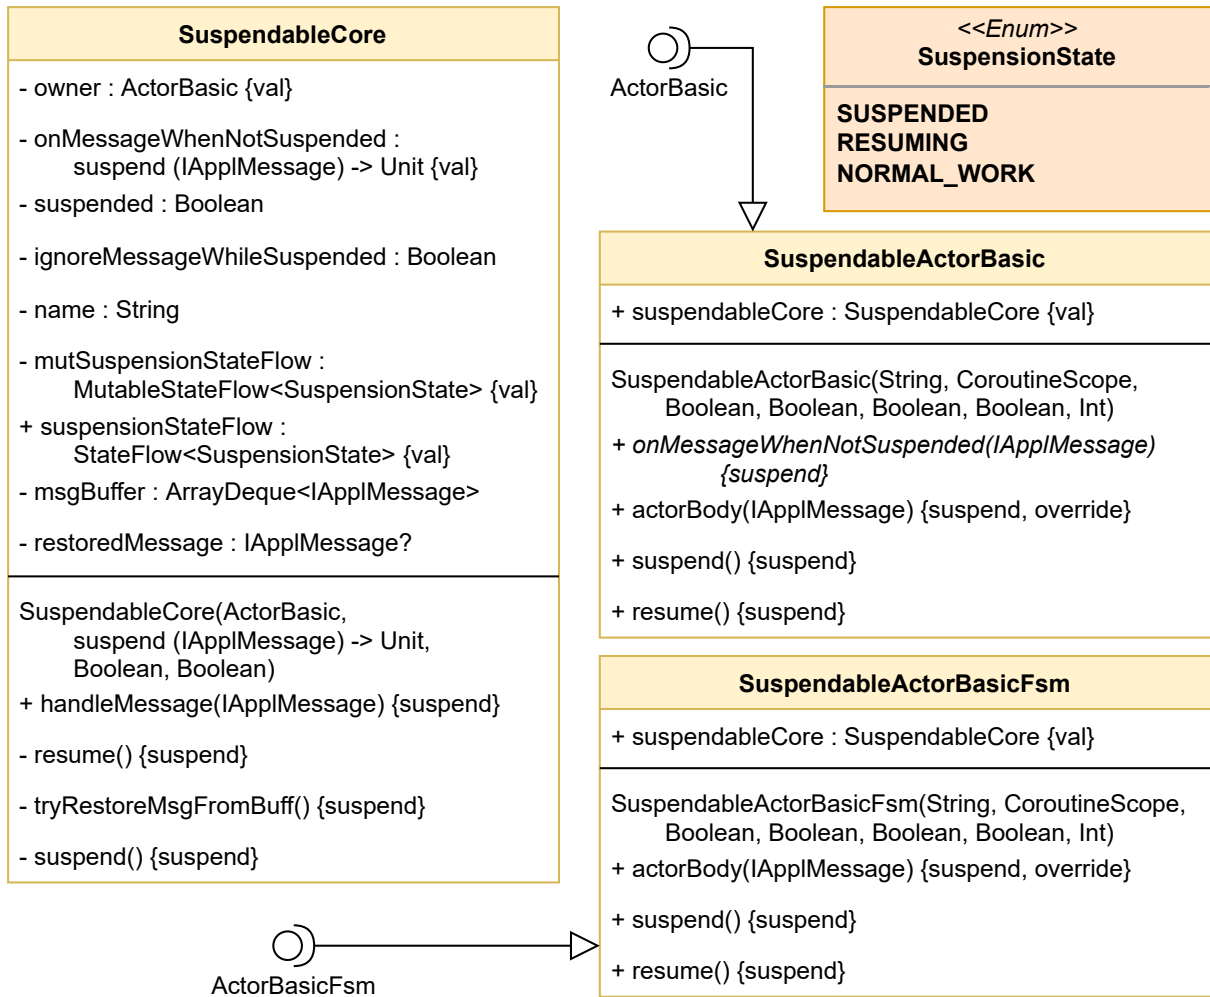 SuspendableCore
- owner : ActorBasic {val}
- onMessageWhenNotSuspended :
suspend (IApplMessage) -> Unit {val}
- suspended : Boolean
- ignoreMessageWhileSuspended : Boolean
- name : String
- mutSuspensionStateFlow :
MutableStateFlow<SuspensionState> {val}
+ suspensionStateFlow :
StateFlow<SuspensionState> {val}
- msgBuffer : ArrayDeque<IApplMessage>
- restoredMessage : IApplMessage?
SuspendableCore(ActorBasic,
suspend (IApplMessage) -> Unit,
Boolean, Boolean)
+ handleMessage(IApplMessage) {suspend}
- resume() {suspend}
- tryRestoreMsgFromBuff() {suspend}
- suspend() {suspend}
ActorBasic
<<Enum>>
SuspensionState
SUSPENDED
RESUMING
NORMAL_WORK
SuspendableActorBasic
+ suspendableCore : SuspendableCore {val}
SuspendableActorBasic(String, CoroutineScope,
Boolean, Boolean, Boolean, Boolean, Int)
+ onMessageWhenNotSuspended(IApplMessage)
{suspend}
+ actorBody(IApplMessage) {suspend, override}
+ suspend() {suspend}
+ resume() {suspend}
SuspendableActorBasicFsm
+ suspendableCore : SuspendableCore {val}
SuspendableActorBasicFsm(String, CoroutineScope,
Boolean, Boolean, Boolean, Boolean, Int)
+ actorBody(IApplMessage) {suspend, override}
+ suspend() {suspend}
+ resume() {suspend}
ActorBasicFsm